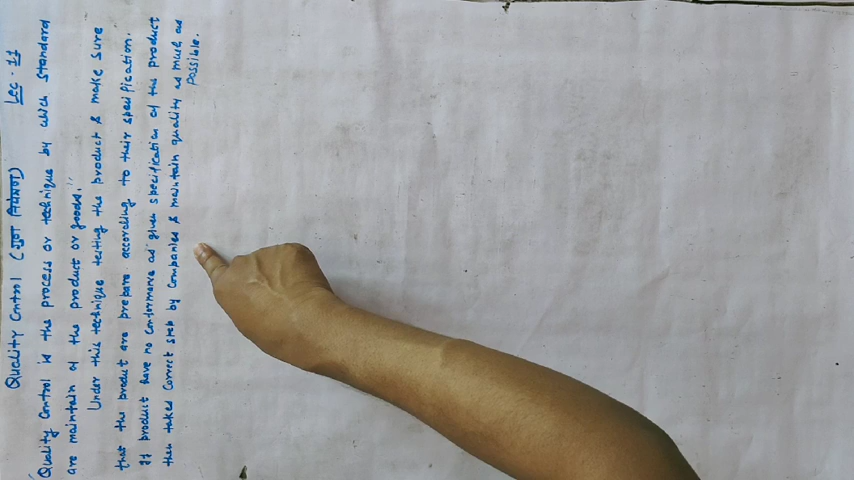 Quality Control (गुण नियंत्रण) Lec. 11
"Quality Control is the process or technique by which standard
are maintain of the product or goods."
Under this technique testing the product & make sure
that the product are prepare according to their specification.
If product have no conformance as given specification of the product
then taked correct step by companies & maintain quality as much as
possible.